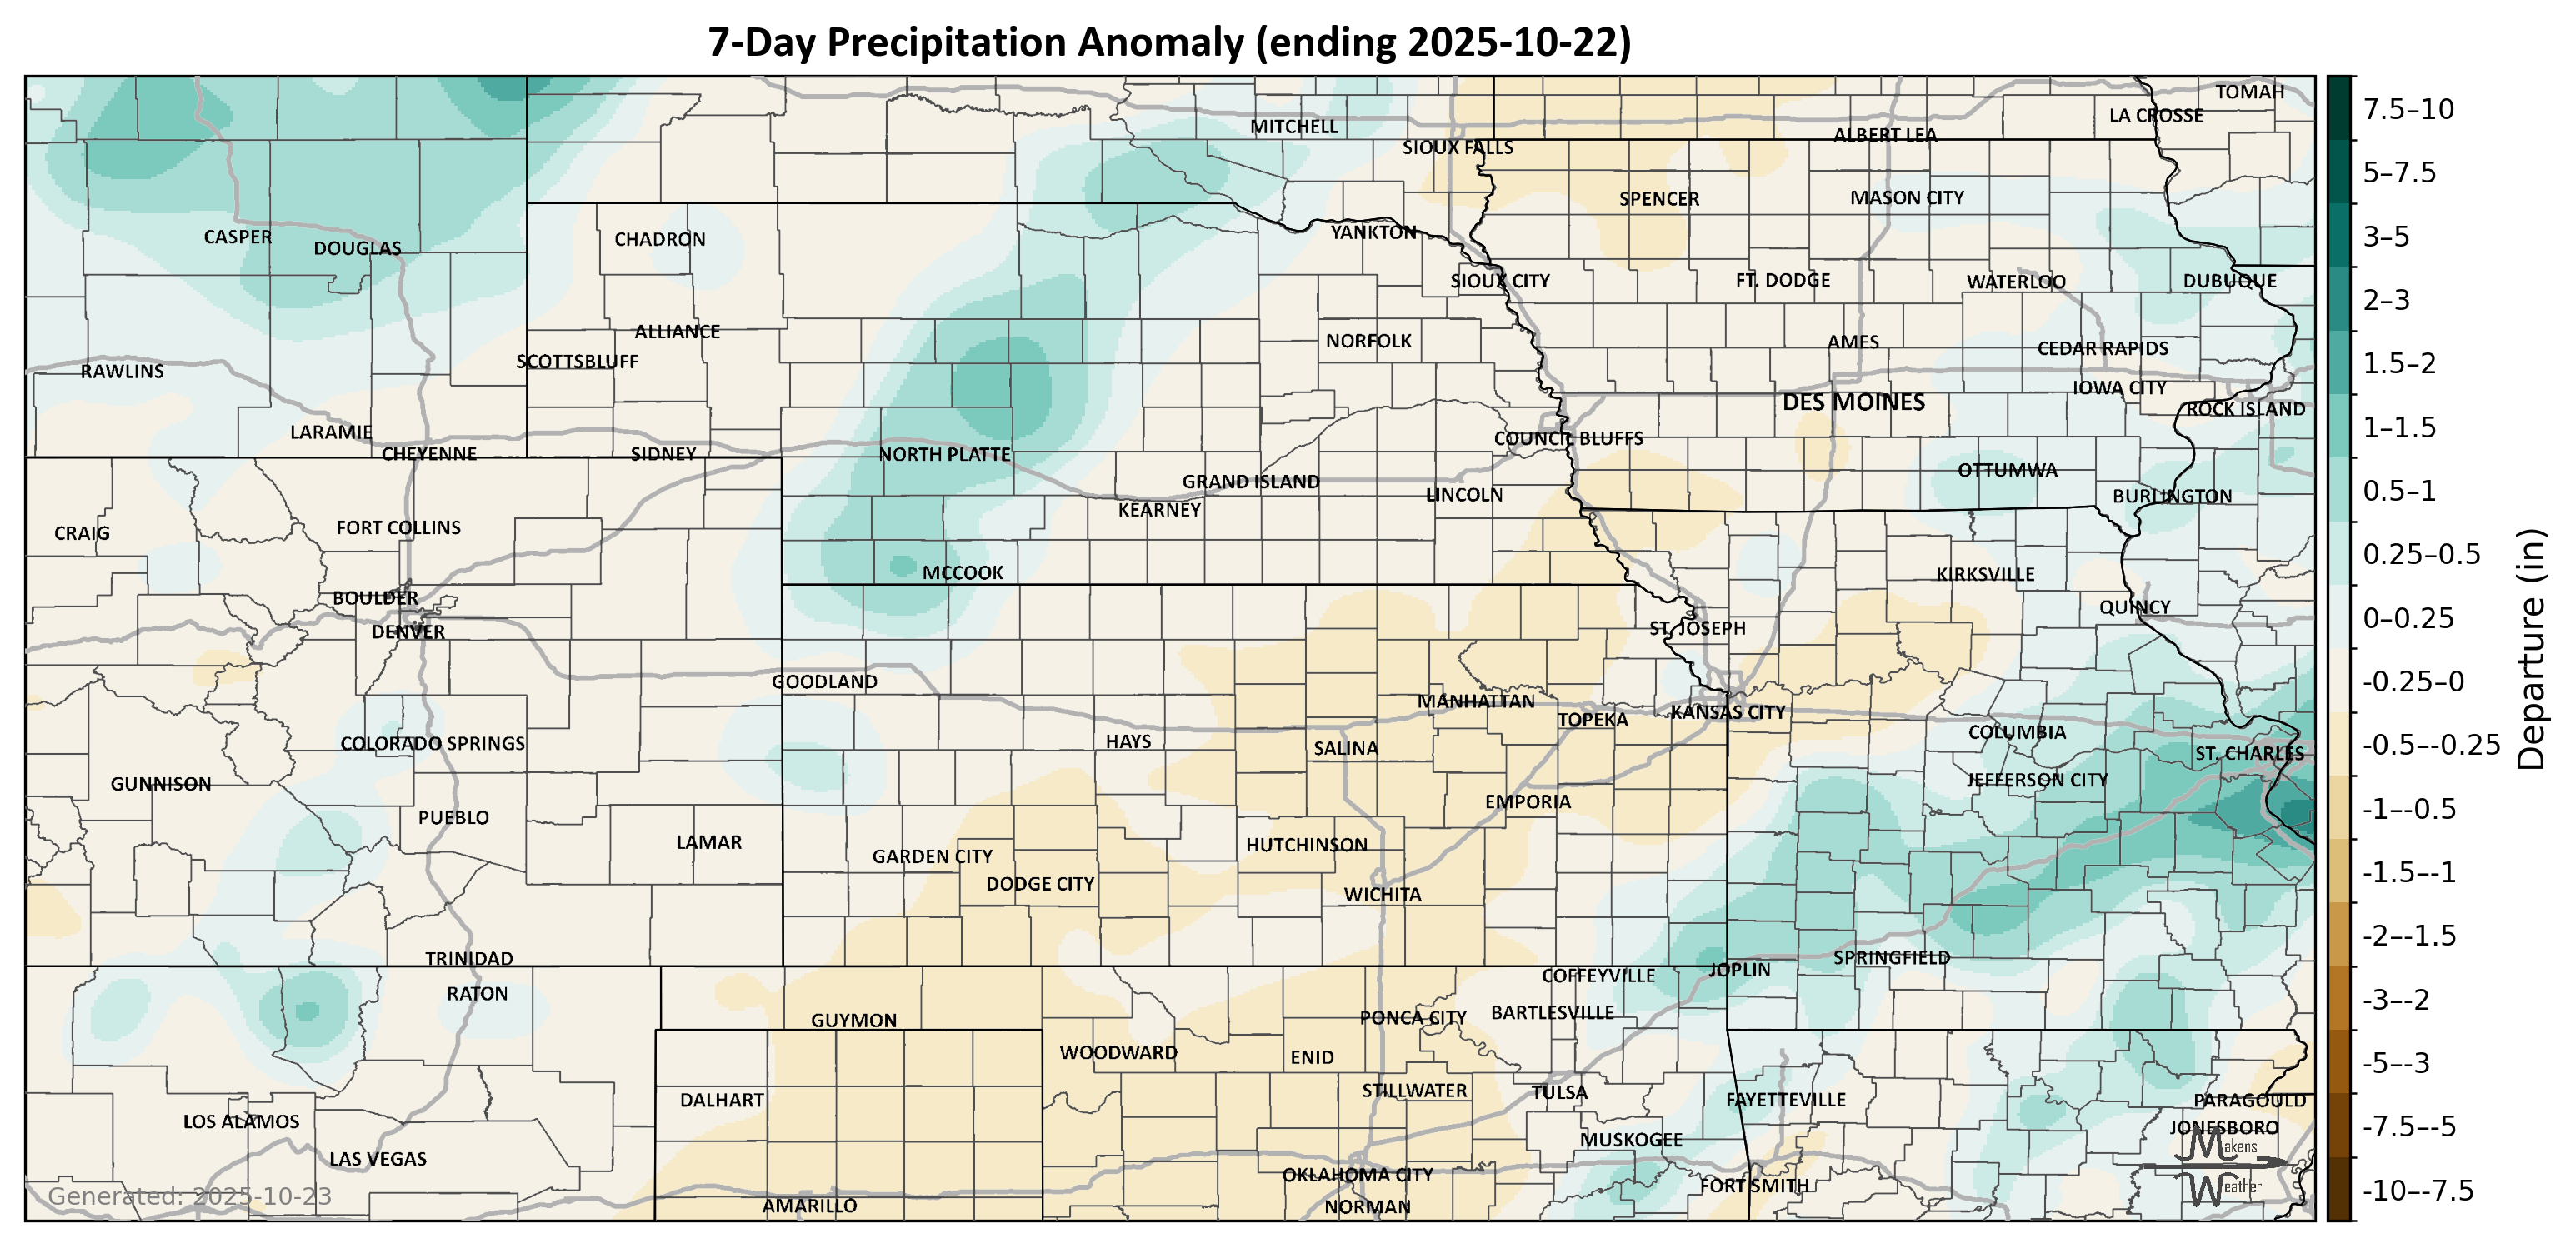 7-Day Precipitation Anomaly (ending 2025-10-22)
TOMAH
LA CROSSE
MITCHELL
ALBERT LEA
SIOUX FALLS
SPENCER
MASON CITY
CASPER
DOUGLAS
CHADRON
YANKTON
SIOUX CITY
FT. DODGE
WATERLOO
DUBUQUE
ALLIANCE
NORFOLK
AMES
CEDAR RAPIDS
SCOTTSBLUFF
RAWLINS
IOWA CITY
DES MOINES
ROCK ISLAND
LARAMIE
COUNCIL BLUFFS
CHEYENNE
SIDNEY
NORTH PLATTE
OTTUMWA
GRAND ISLAND
LINCOLN
BURLINGTON
KEARNEY
CRAIG
FORT COLLINS
MCCOOK
KIRKSVILLE
BOULDER
QUINCY
DENVER
ST. JOSEPH
GOODLAND
MANHATTAN
KANSAS CITY
TOPEKA
COLUMBIA
COLORADO SPRINGS
HAYS
SALINA
ST. CHARLES
GUNNISON
JEFFERSON CITY
EMPORIA
PUEBLO
LAMAR
HUTCHINSON
GARDEN CITY
DODGE CITY
WICHITA
TRINIDAD
SPRINGFIELD
JOPLIN
COFFEYVILLE
RATON
BARTLESVILLE
GUYMON
PONCA CITY
WOODWARD
ENID
STILLWATER
TULSA
DALHART
FAYETTEVILLE
PARAGOULD
LOS ALAMOS
JONESBORO
MUSKOGEE
Makens
LAS VEGAS
OKLAHOMA CITY
FORT SMITH
Weather
Generated: 2025-10-23
AMARILLO
NORMAN
7.5–10
5–7.5
3–5
2–3
1.5–2
1–1.5
0.5–1
0.25–0.5
0–0.25
-0.25–0
-0.5–-0.25
-1–-0.5
-1.5–-1
-2–-1.5
-3–-2
-5–-3
-7.5–-5
-10–-7.5
Departure (in)